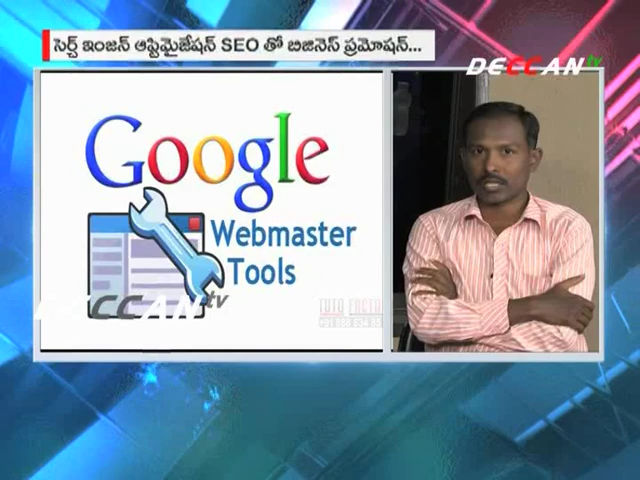 సెర్చ్ ఇంజన్ ఆప్టిమైజేషన్ SEO తో బిజినెస్ ప్రమోషన్...
DECCAN tv
Google
Webmaster
Tools
DECCAN tv